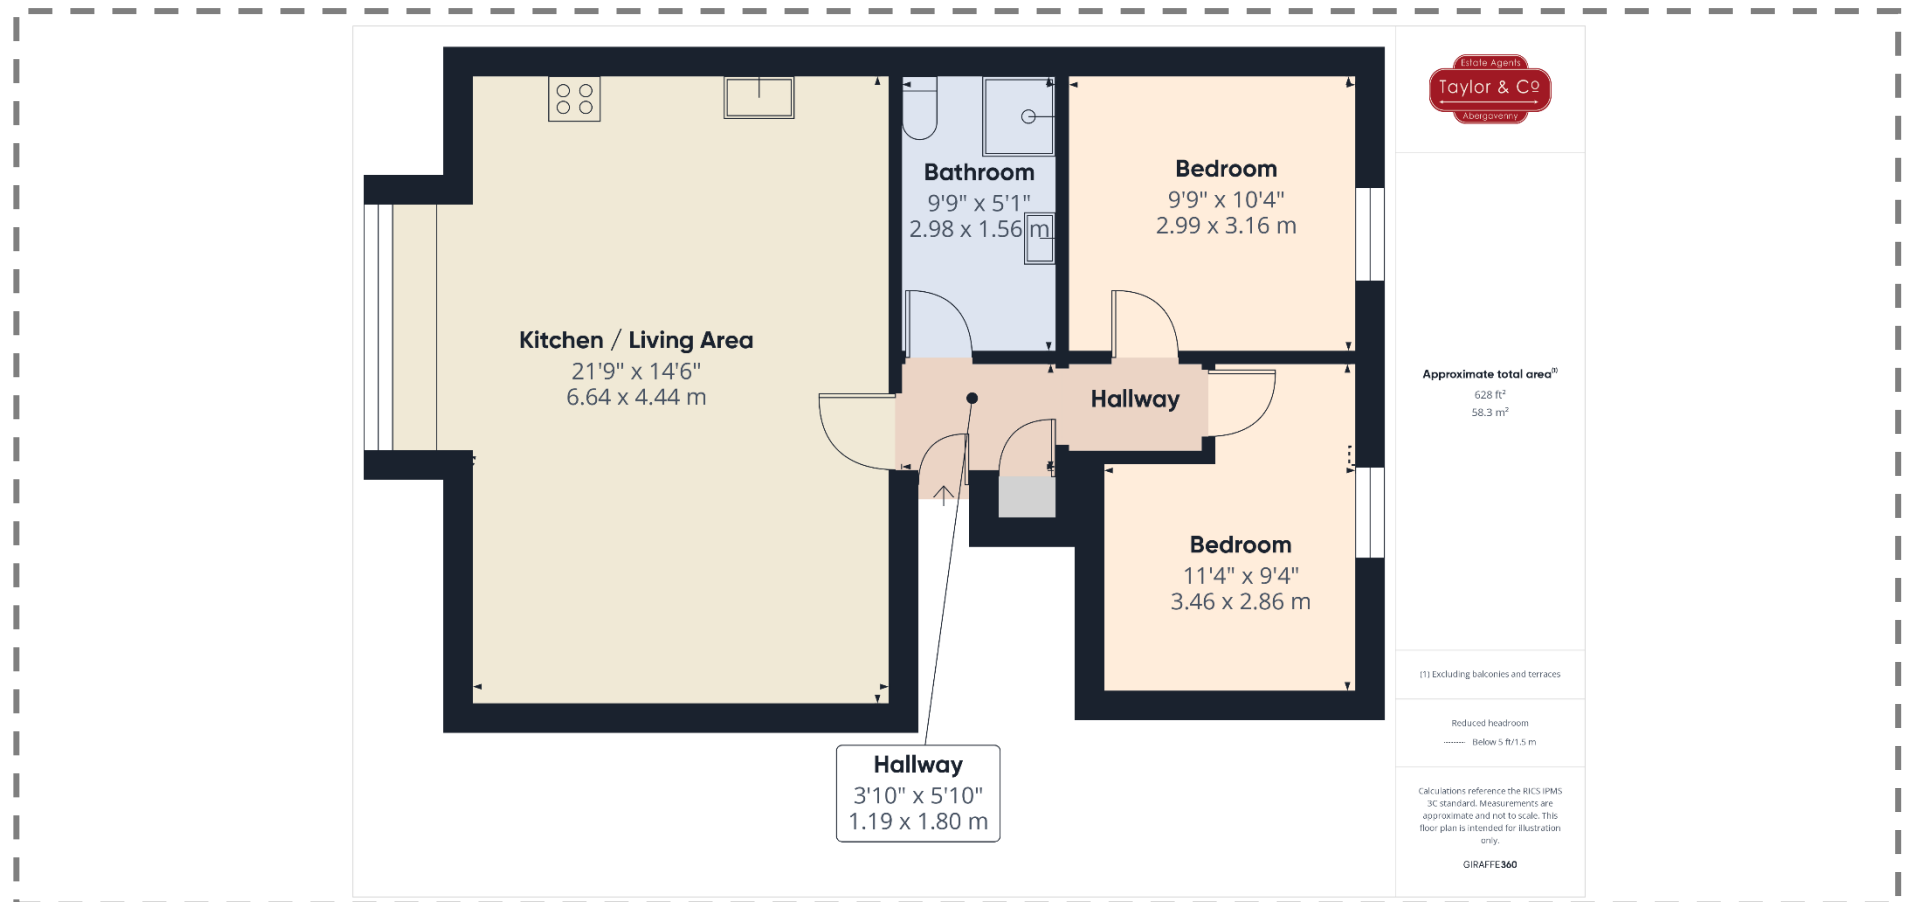 Kitchen / Living Area
21'9" x 14'6"
6.64 x 4.44 m
Bathroom
9'9" x 5'1"
2.98 x 1.56 m
Bedroom
9'9" x 10'4"
2.99 x 3.16 m
Hallway
Bedroom
11'4" x 9'4"
3.46 x 2.86 m
Hallway
3'10" x 5'10"
1.19 x 1.80 m
Estate Agents
Taylor & Co
Abergavenny
Approximate total area(1)
628 ft²
58.3 m²
(1) Excluding balconies and terraces
Reduced headroom
Below 5 ft/1.5 m
Calculations reference the RICS IPMS
3C standard. Measurements are
approximate and not to scale. This
floor plan is intended for illustration
only.
GIRAFFE360